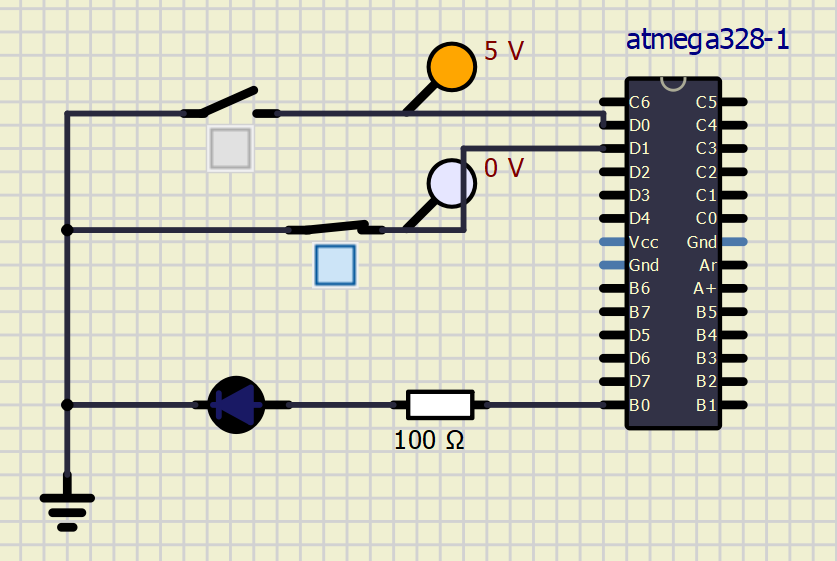 atmega328-1
5 V
C6 C5
D0 C4
D1 C3
0 V
D2 C2
D3 C1
D4 C0
Vcc Gnd
Gnd Ar
B6 A+
B7 B5
D5 B4
D6 B3
D7 B2
B0 B1
100 Ω